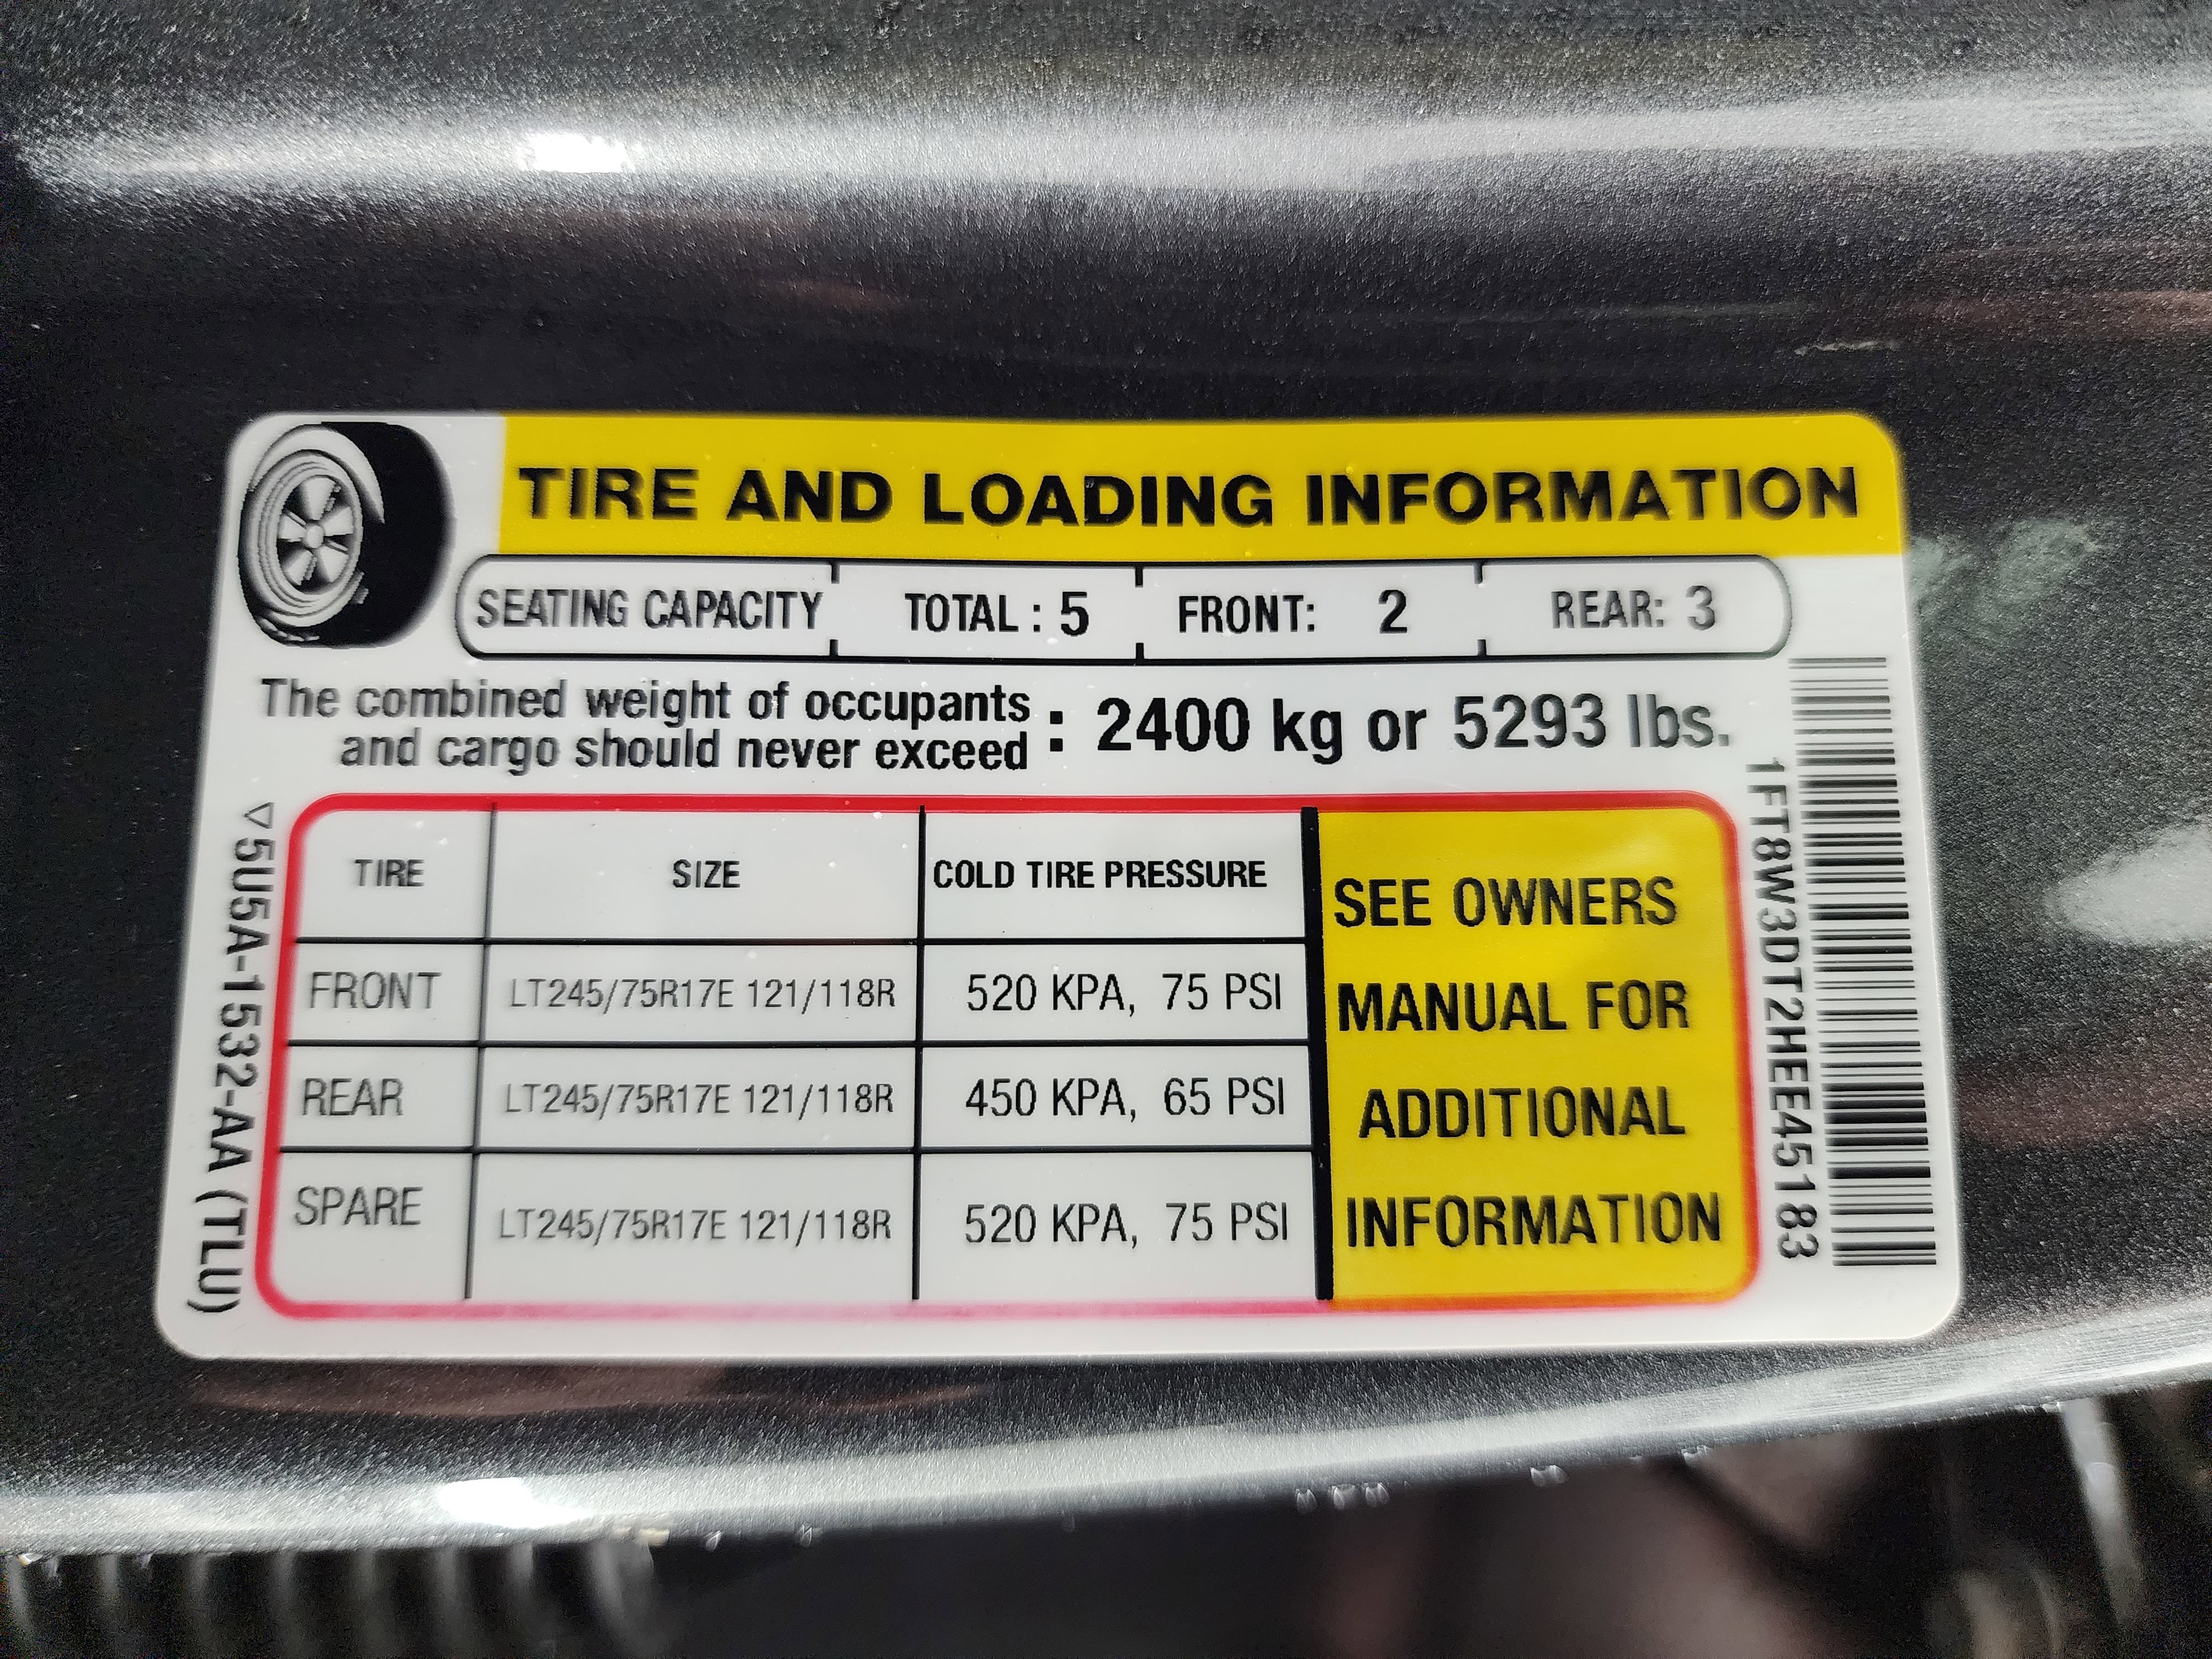 TIRE AND LOADING INFORMATION
SEATING CAPACITY TOTAL : 5 FRONT: 2 REAR: 3
The combined weight of occupants
and cargo should never exceed : 2400 kg or 5293 lbs.
TIRE SIZE COLD TIRE PRESSURE
FRONT LT245/75R17E 121/118R 520 KPA, 75 PSI
REAR LT245/75R17E 121/118R 450 KPA, 65 PSI
SPARE LT245/75R17E 121/118R 520 KPA, 75 PSI
SEE OWNERS
MANUAL FOR
ADDITIONAL
INFORMATION
5U5A-1532-AA (TLU)
1FT8W3DT2HEE45183